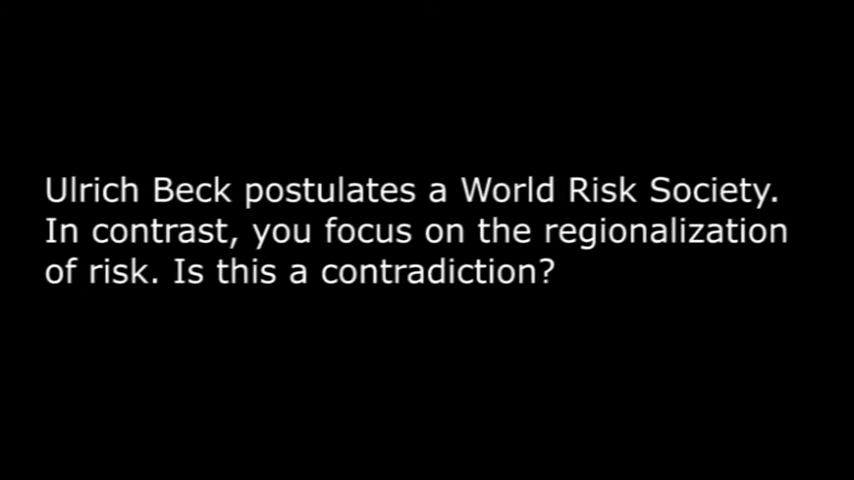 Ulrich Beck postulates a World Risk Society.
In contrast, you focus on the regionalization
of risk. Is this a contradiction?